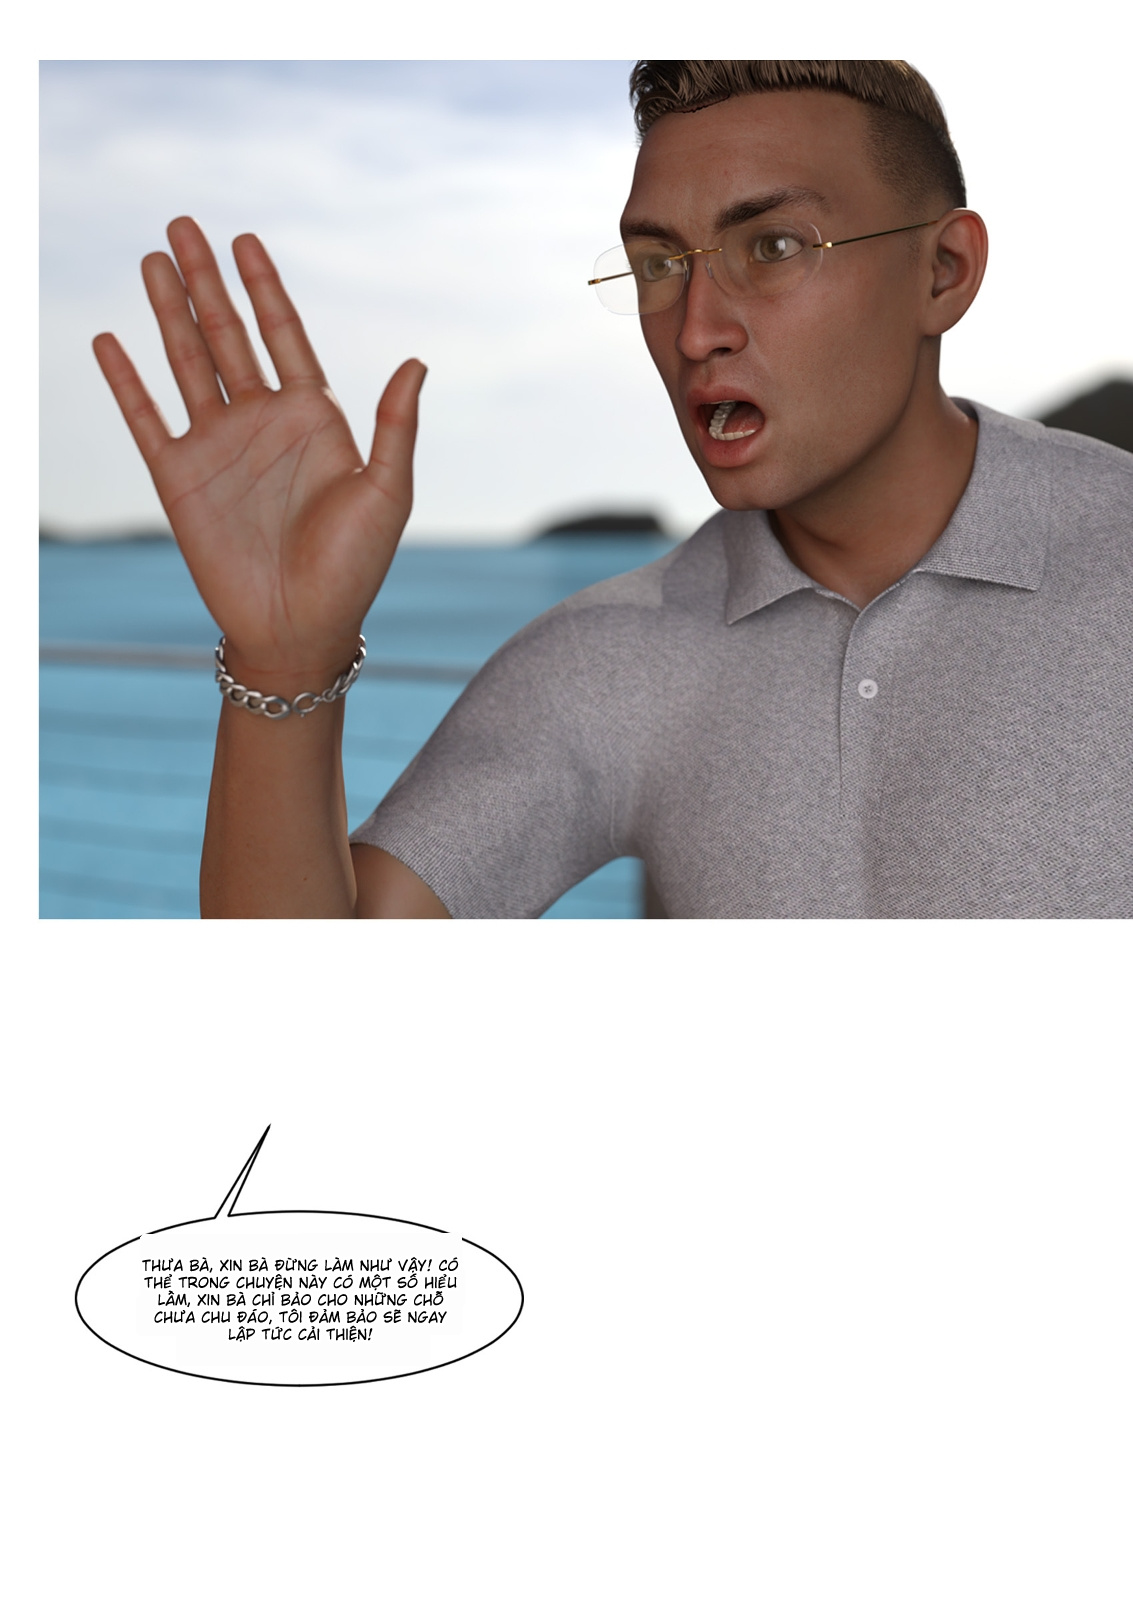 THƯA BÀ, XIN BÀ ĐỪNG LÀM NHƯ VẬY! CÓ
THỂ TRONG CHUYỆN NÀY CÓ MỘT SỐ HIỂU
LẦM, XIN BÀ CHỈ BẢO CHO NHỮNG CHỖ
CHƯA CHU ĐÁO, TÔI ĐẢM BẢO SẼ NGAY
LẬP TỨC CẢI THIỆN!